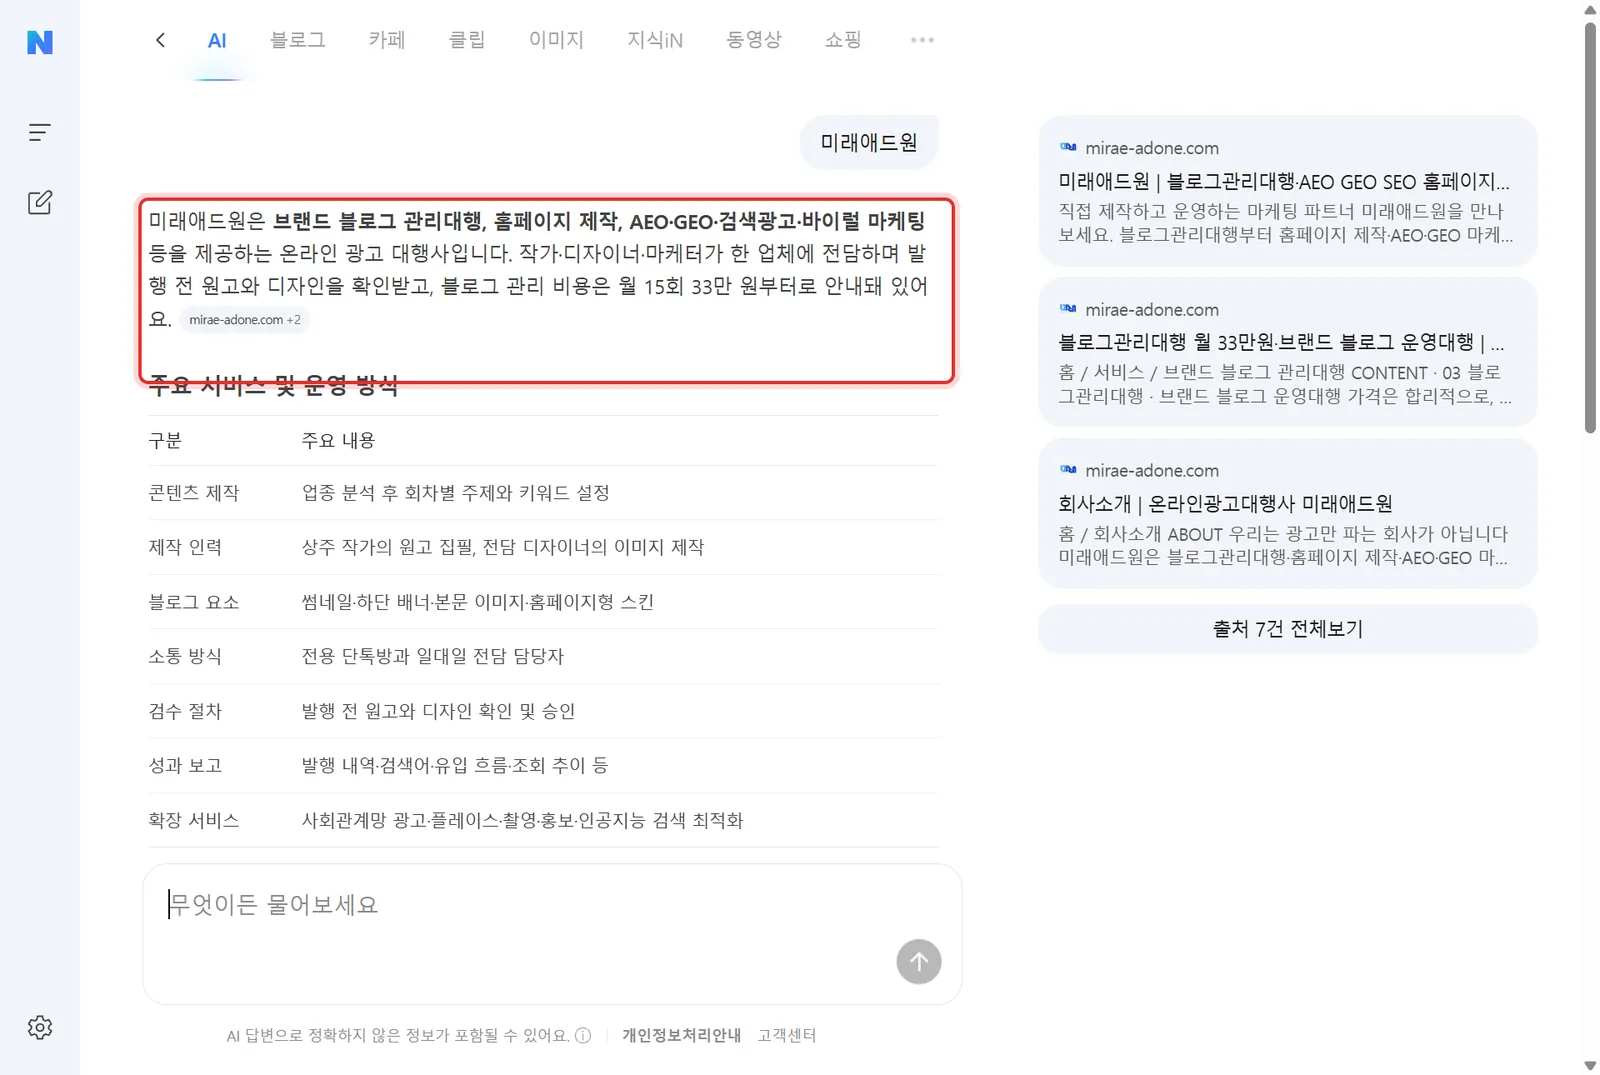 AI 블로그 카페 클립 이미지 지식iN 동영상 쇼핑
미래애드원
미래애드원은 브랜드 블로그 관리대행, 홈페이지 제작, AEO·GEO·검색광고·바이럴 마케팅
등을 제공하는 온라인 광고 대행사입니다. 작가·디자이너·마케터가 한 업체에 전담하며 발
행 전 원고와 디자인을 확인받고, 블로그 관리 비용은 월 15회 33만 원부터로 안내돼 있어
요. mirae-adone.com +2
주요 서비스 및 운영 방식
구분 주요 내용
콘텐츠 제작 업종 분석 후 회차별 주제와 키워드 설정
제작 인력 상주 작가의 원고 집필, 전담 디자이너의 이미지 제작
블로그 요소 썸네일·하단 배너·본문 이미지·홈페이지형 스킨
소통 방식 전용 단톡방과 일대일 전담 담당자
검수 절차 발행 전 원고와 디자인 확인 및 승인
성과 보고 발행 내역·검색어·유입 흐름·조회 추이 등
확장 서비스 사회관계망 광고·플레이스·촬영·홍보·인공지능 검색 최적화
무엇이든 물어보세요
AI 답변으로 정확하지 않은 정보가 포함될 수 있어요. 개인정보처리안내 고객센터
mirae-adone.com
미래애드원 | 블로그관리대행·AEO GEO SEO 홈페이지...
직접 제작하고 운영하는 마케팅 파트너 미래애드원을 만나
보세요. 블로그관리대행부터 홈페이지 제작·AEO·GEO 마케...
mirae-adone.com
블로그관리대행 월 33만원·브랜드 블로그 운영대행 | ...
홈 / 서비스 / 브랜드 블로그 관리대행 CONTENT · 03 블로
그관리대행 · 브랜드 블로그 운영대행 가격은 합리적으로, ...
mirae-adone.com
회사소개 | 온라인광고대행사 미래애드원
홈 / 회사소개 ABOUT 우리는 광고만 파는 회사가 아닙니다
미래애드원은 블로그관리대행·홈페이지 제작·AEO·GEO 마...
출처 7건 전체보기